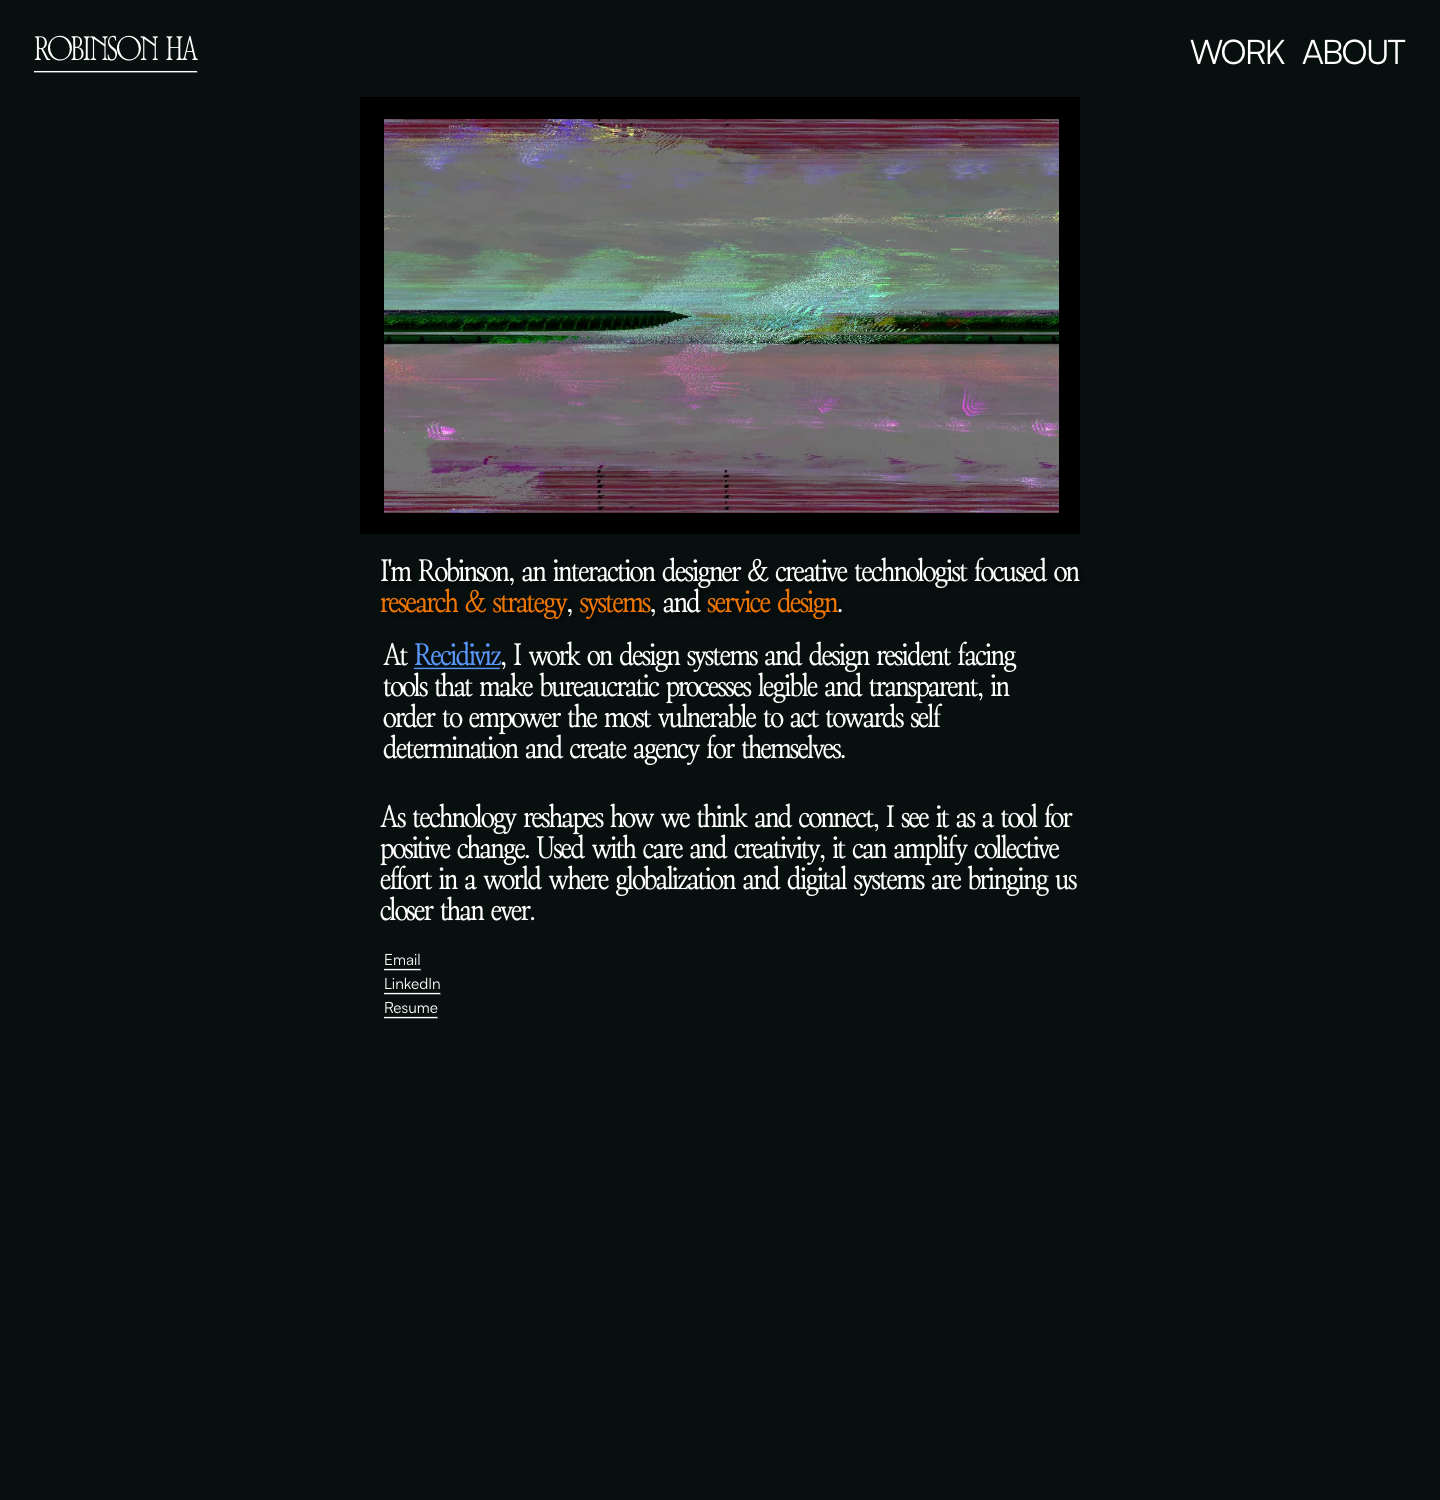 ROBINSON HA
WORK ABOUT
I'm Robinson, an interaction designer & creative technologist focused on
research & strategy, systems, and service design.
At Recidiviz, I work on design systems and design resident facing
tools that make bureaucratic processes legible and transparent, in
order to empower the most vulnerable to act towards self
determination and create agency for themselves.
As technology reshapes how we think and connect, I see it as a tool for
positive change. Used with care and creativity, it can amplify collective
effort in a world where globalization and digital systems are bringing us
closer than ever.
Email
LinkedIn
Resume